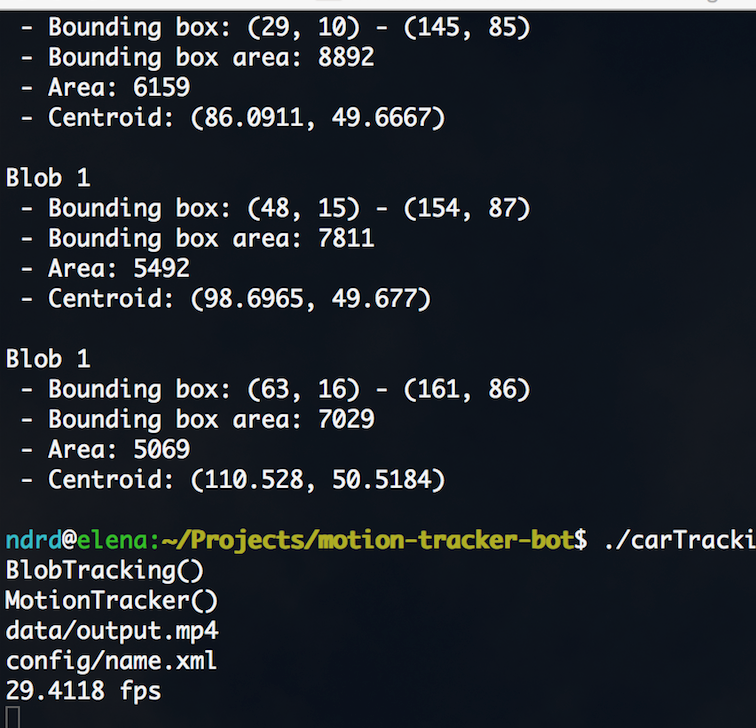 - Bounding box: (29, 10) - (145, 85)
- Bounding box area: 8892
- Area: 6159
- Centroid: (86.0911, 49.6667)
Blob 1
- Bounding box: (48, 15) - (154, 87)
- Bounding box area: 7811
- Area: 5492
- Centroid: (98.6965, 49.677)
Blob 1
- Bounding box: (63, 16) - (161, 86)
- Bounding box area: 7029
- Area: 5069
- Centroid: (110.528, 50.5184)
ndrd@elena:~/Projects/motion-tracker-bot$ ./carTracki
BlobTracking()
MotionTracker()
data/output.mp4
config/name.xml
29.4118 fps